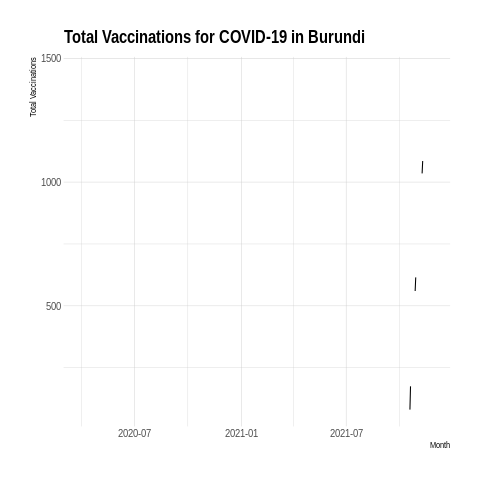 Total Vaccinations for COVID-19 in Burundi
Total Vaccinations
1500
1000
500
2020-07
2021-01
2021-07
Month